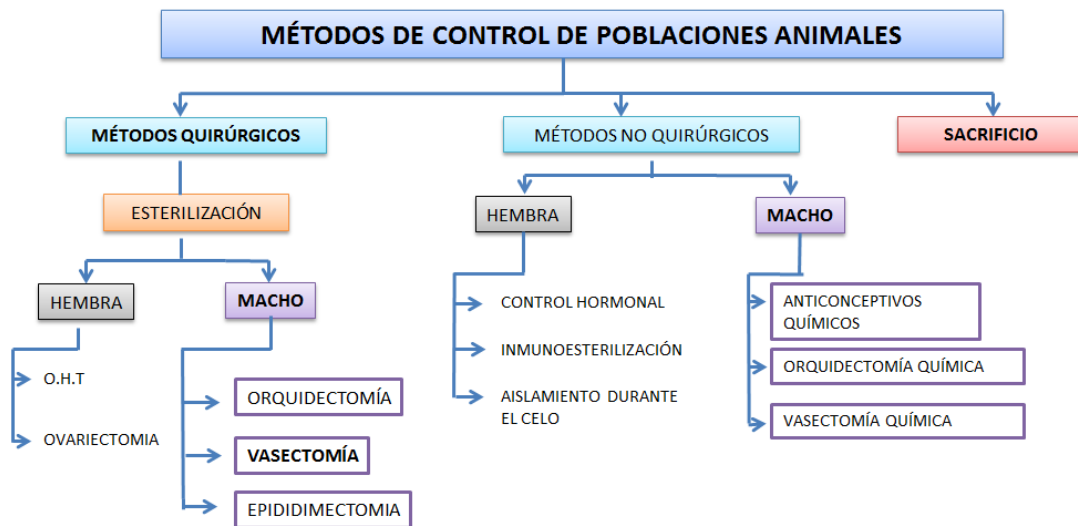 MÉTODOS DE CONTROL DE POBLACIONES ANIMALES
MÉTODOS QUIRÚRGICOS
MÉTODOS NO QUIRÚRGICOS
SACRIFICIO
ESTERILIZACIÓN
HEMBRA
MACHO
O.H.T
OVARIECTOMIA
ORQUIDECTOMÍA
VASECTOMÍA
EPIDIDIMECTOMIA
HEMBRA
MACHO
CONTROL HORMONAL
INMUNOESTERILIZACIÓN
AISLAMIENTO DURANTE
EL CELO
ANTICONCEPTIVOS
QUÍMICOS
ORQUIDECTOMÍA QUÍMICA
VASECTOMÍA QUÍMICA